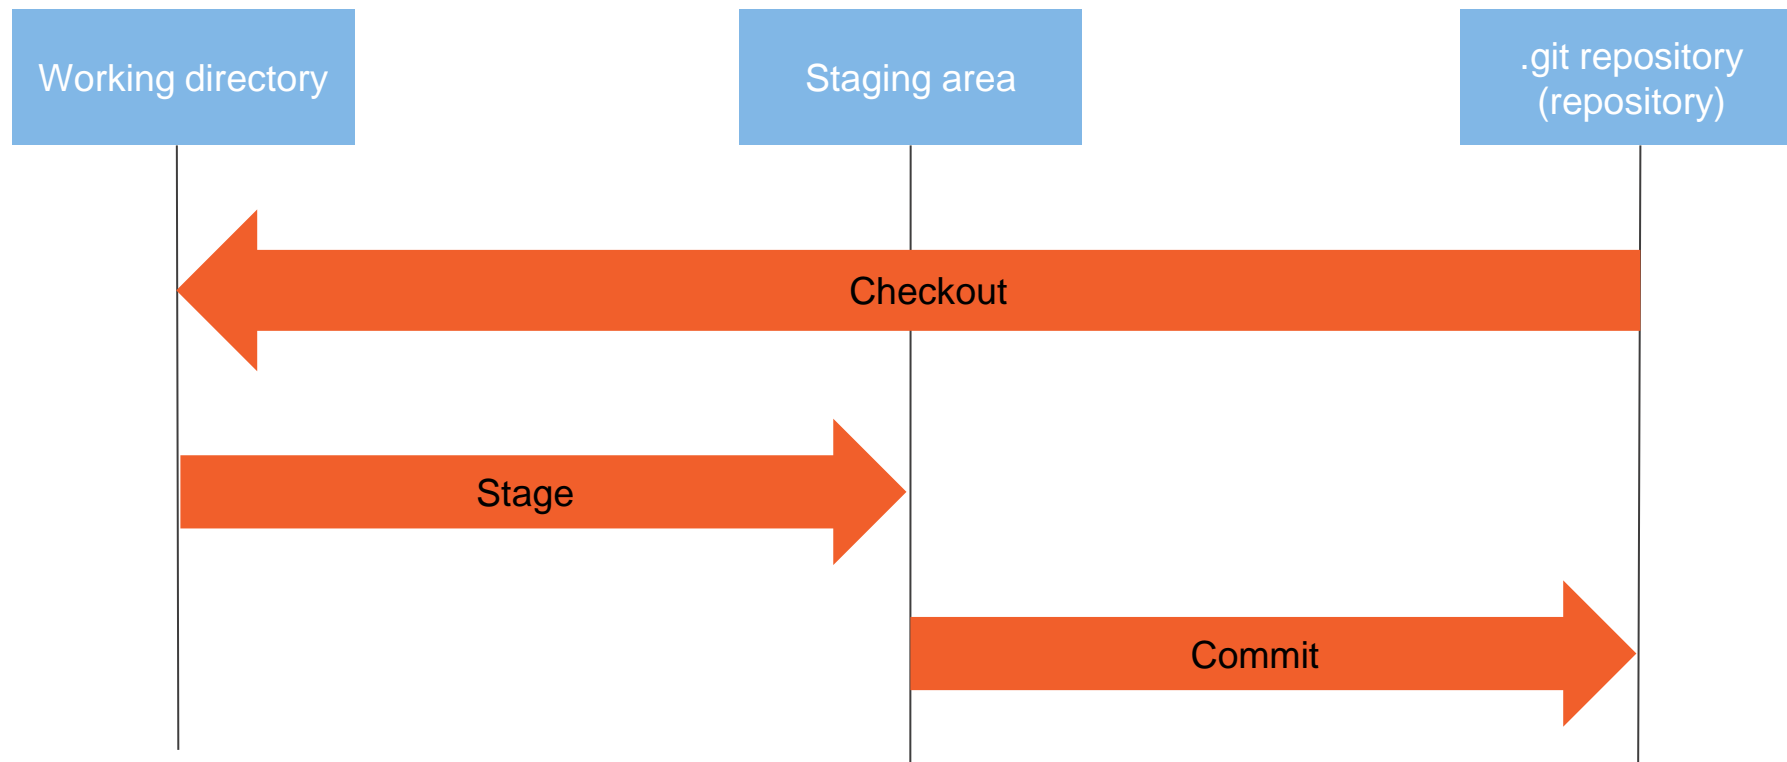 Working directory
Staging area
.git repository
(repository)
Checkout
Stage
Commit